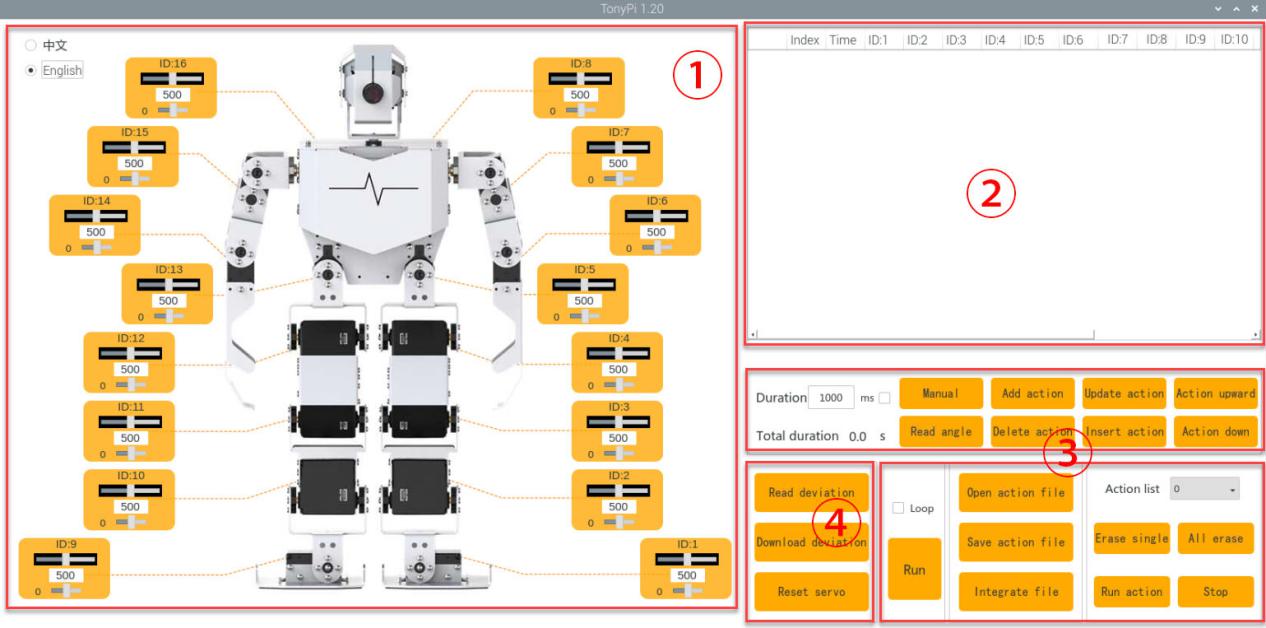 TonyPi 1.20
中文
English
①
ID:16
500
0
ID:8
500
0
ID:15
500
0
ID:7
500
0
ID:14
500
0
ID:6
500
0
ID:13
500
0
ID:5
500
0
ID:12
500
0
ID:4
500
0
ID:11
500
0
ID:3
500
0
ID:10
500
0
ID:2
500
0
ID:9
500
0
ID:1
500
0
Index Time ID:1 ID:2 ID:3 ID:4 ID:5 ID:6 ID:7 ID:8 ID:9 ID:10
②
Duration 1000 ms Manual Add action Update action Action upward
Total duration 0.0 s Read angle Delete action Insert action Action down
③
Read deviation
④
Download deviation
Reset servo
Loop
Run
Open action file
Save action file
Integrate file
Action list 0
Erase single All erase
Run action Stop